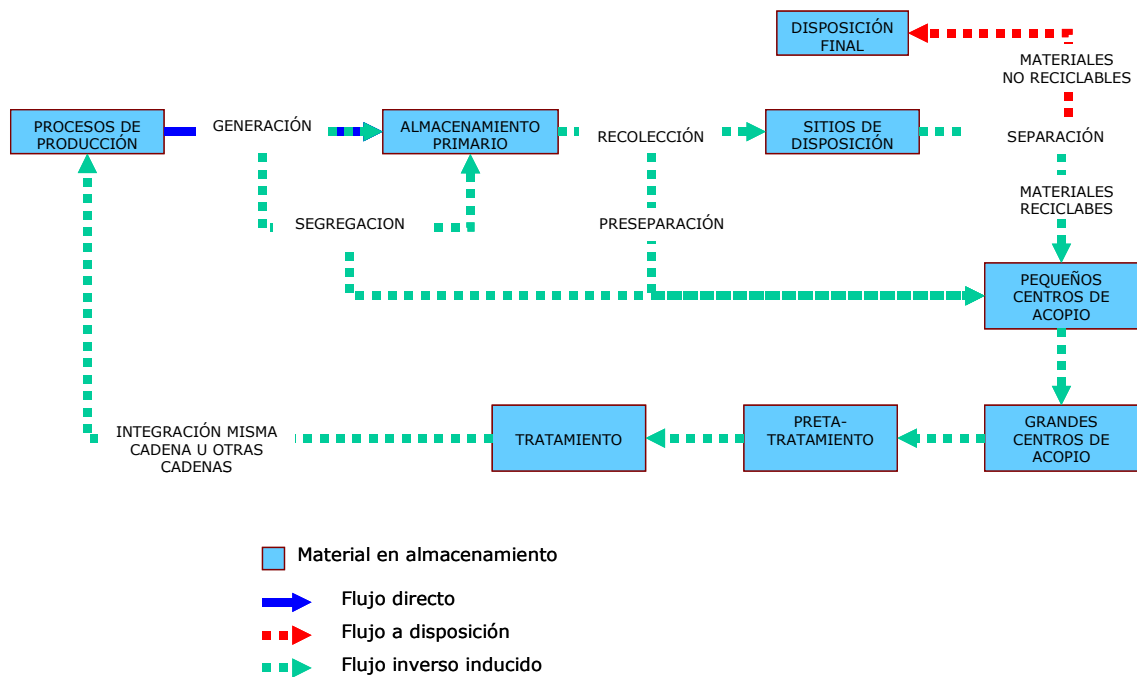 DISPOSICIÓN
FINAL
MATERIALES
NO RECICLABLES
PROCESOS DE
PRODUCCIÓN
GENERACIÓN
ALMACENAMIENTO
PRIMARIO
RECOLECCIÓN
SITIOS DE
DISPOSICIÓN
SEPARACIÓN
MATERIALES
RECICLABES
SEGREGACION
PRESEPARACIÓN
PEQUEÑOS
CENTROS DE
ACOPIO
INTEGRACIÓN MISMA
CADENA U OTRAS
CADENAS
TRATAMIENTO
PRETA-
TRATAMIENTO
GRANDES
CENTROS DE
ACOPIO
Material en almacenamiento
Flujo directo
Flujo a disposición
Flujo inverso inducido